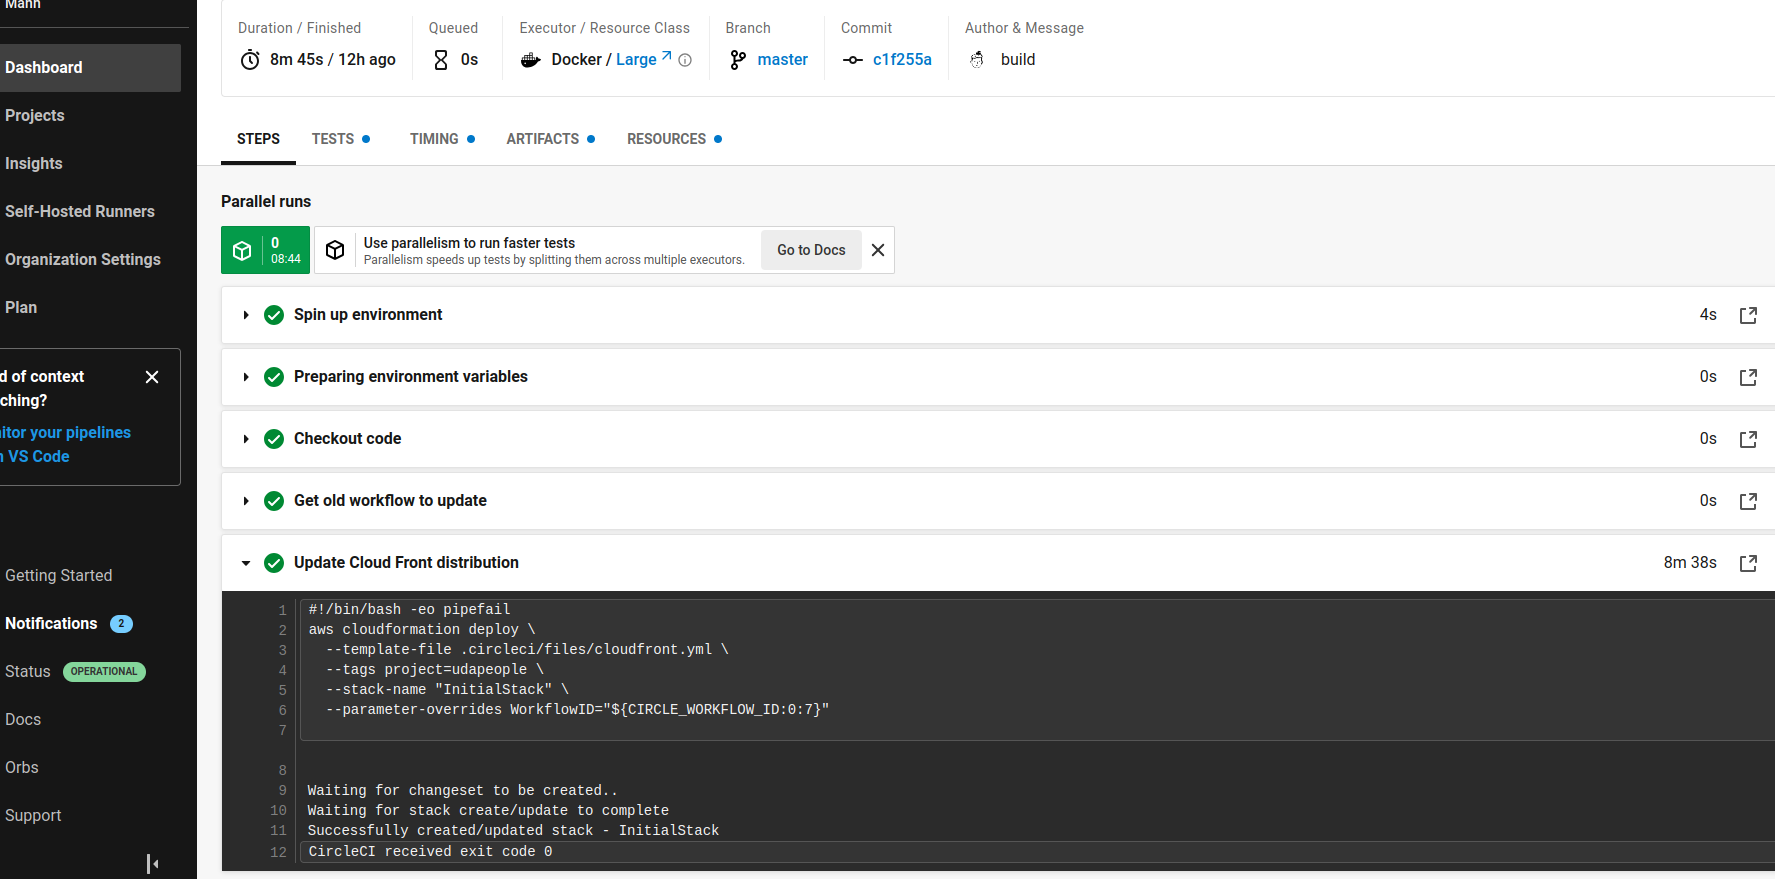 Mann
Dashboard
Projects
Insights
Self-Hosted Runners
Organization Settings
Plan
d of context
ching?
itor your pipelines
VS Code
Getting Started
Notifications 2
Status OPERATIONAL
Docs
Orbs
Support
Duration / Finished
8m 45s / 12h ago
Queued
0s
Executor / Resource Class
Docker / Large
Branch
master
Commit
c1f255a
Author & Message
build
STEPS TESTS TIMING ARTIFACTS RESOURCES
Parallel runs
0
08:44
Use parallelism to run faster tests
Parallelism speeds up tests by splitting them across multiple executors.
Go to Docs
Spin up environment 4s
Preparing environment variables 0s
Checkout code 0s
Get old workflow to update 0s
Update Cloud Front distribution 8m 38s
1 #!/bin/bash -eo pipefail
2 aws cloudformation deploy \
3 --template-file .circleci/files/cloudfront.yml \
4 --tags project=udapeople \
5 --stack-name "InitialStack" \
6 --parameter-overrides WorkflowID="${CIRCLE_WORKFLOW_ID:0:7}"
7
8
9 Waiting for changeset to be created..
10 Waiting for stack create/update to complete
11 Successfully created/updated stack - InitialStack
12 CircleCI received exit code 0